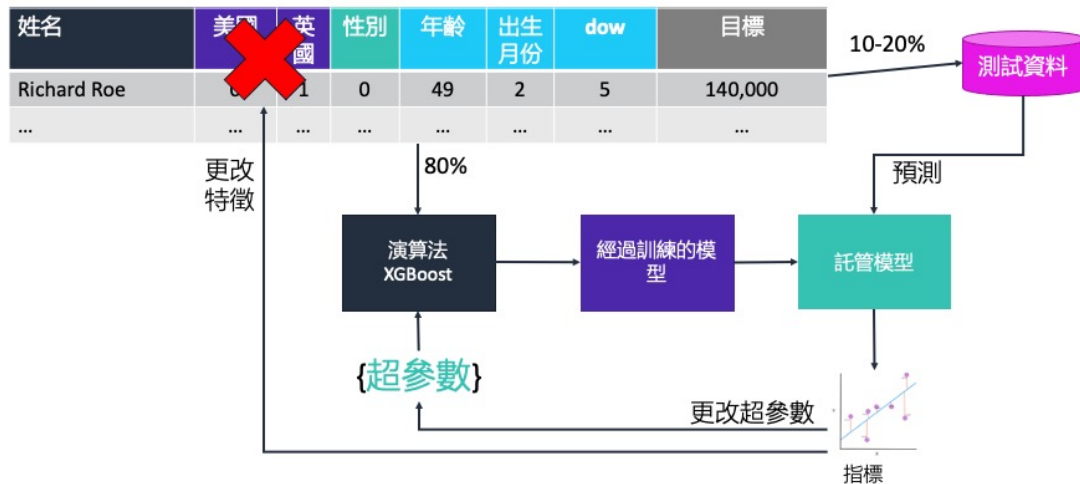 姓名 美國 英國 性別 年齡 出生月份 dow 目標
Richard Roe 1 0 49 2 5 140,000
... ... ... ... ... ... ... ...
10-20%
測試資料
更改
特徵
80%
預測
演算法
XGBoost
經過訓練的模
型
託管模型
{超參數}
更改超參數
指標